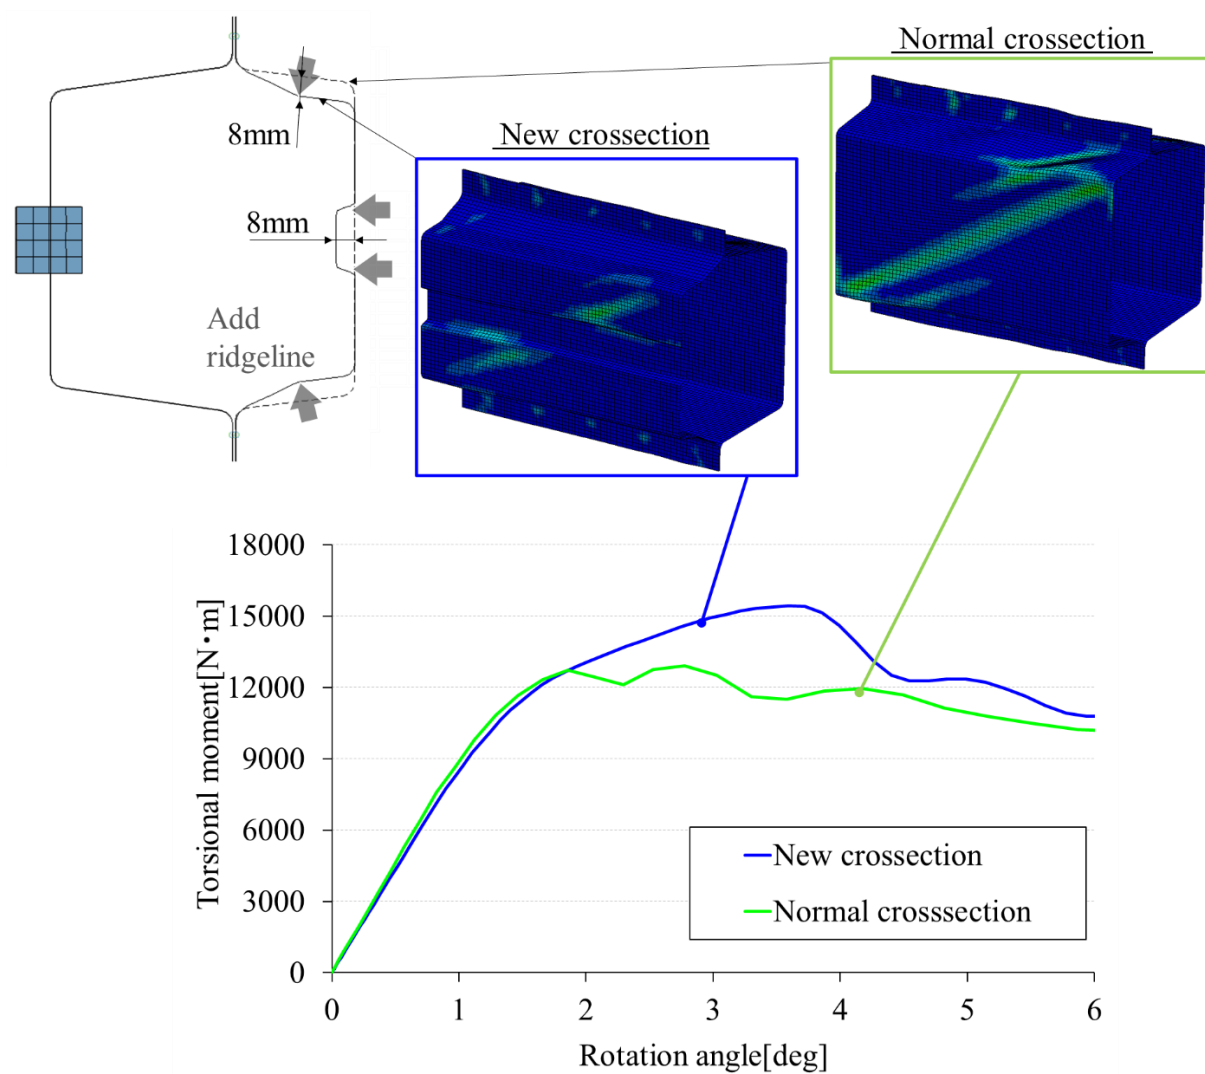 Normal crossection
New crossection
8mm
8mm
Add
ridgeline
18000
15000
12000
9000
6000
3000
0
Torsional moment[N・m]
New crossection
Normal crosssection
0 1 2 3 4 5 6
Rotation angle[deg]